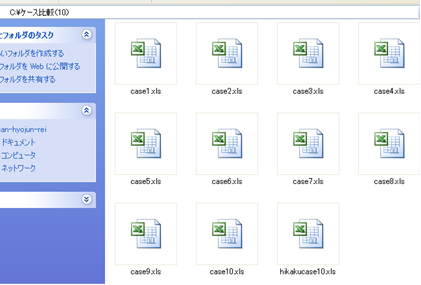 C:¥ケース比較(10)
とフォルダのタスク
いフォルダを作成する
フォルダを Web に公開する
フォルダを共有する
an-hyojun-rei
ドキュメント
コンピュータ
ネットワーク
case1.xls
case2.xls
case3.xls
case4.xls
case5.xls
case6.xls
case7.xls
case8.xls
case9.xls
case10.xls
hikakucase10.xls